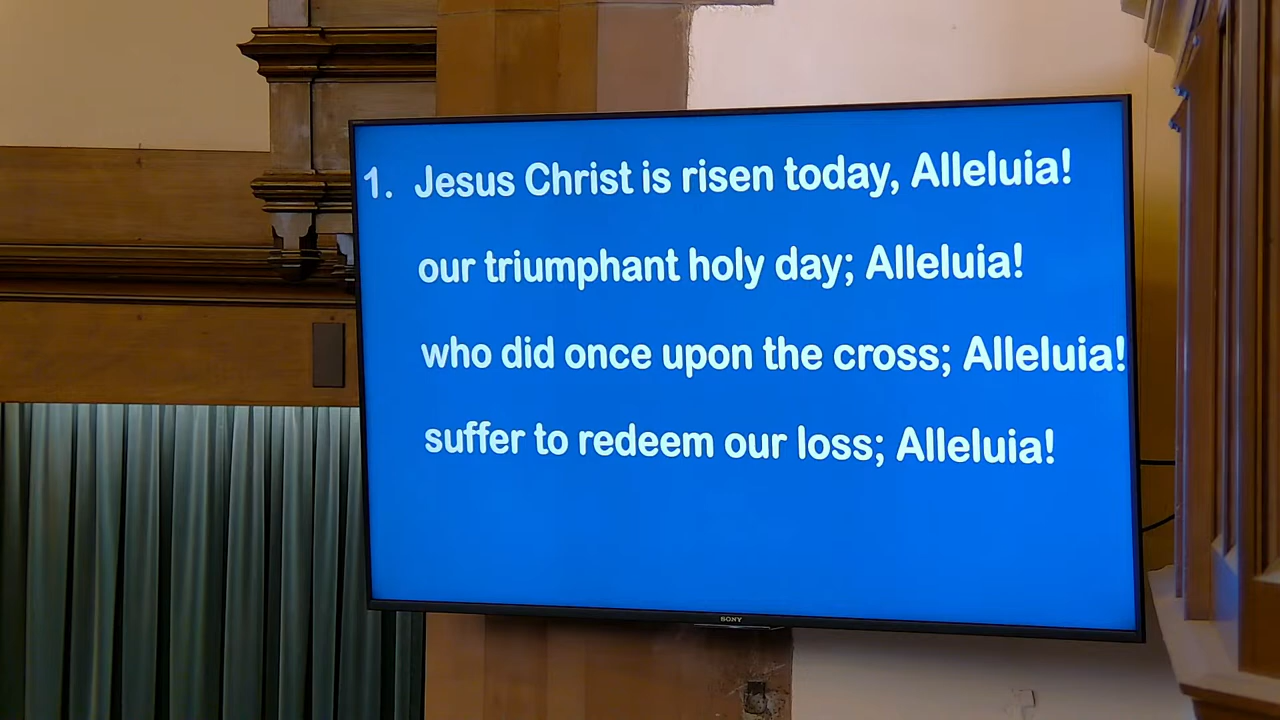 1. Jesus Christ is risen today, Alleluia!
our triumphant holy day; Alleluia!
who did once upon the cross; Alleluia!
suffer to redeem our loss; Alleluia!
SONY